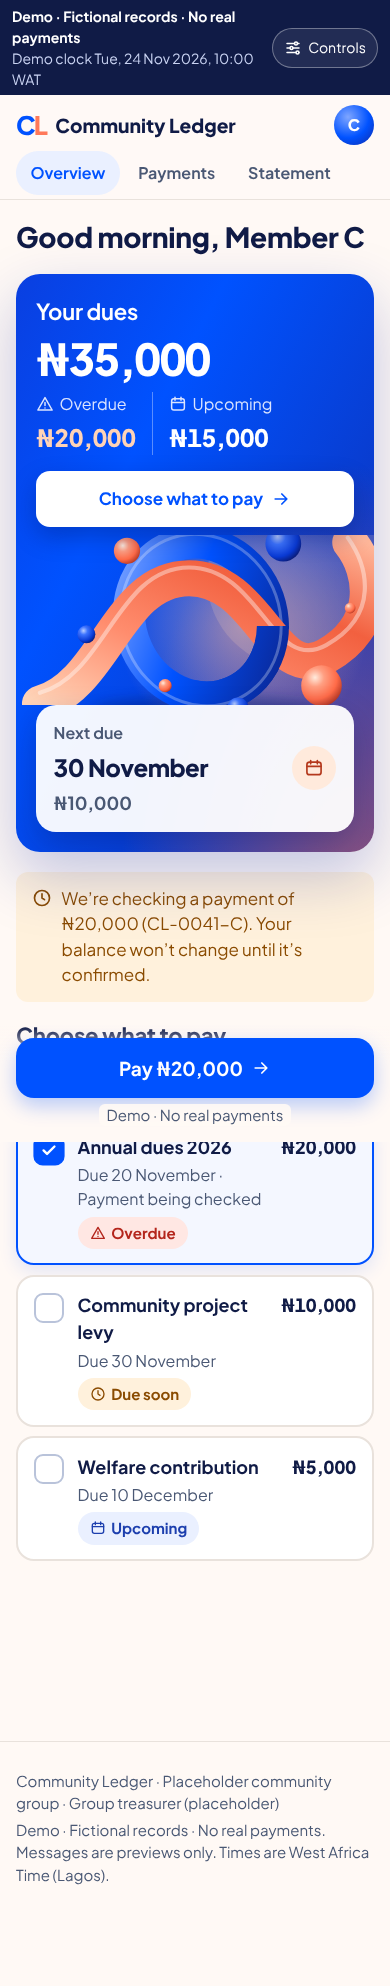 Demo · Fictional records · No real
payments
Demo clock Tue, 24 Nov 2026, 10:00
WAT
Controls
CL Community Ledger
C
Overview Payments Statement
Good morning, Member C
Your dues
₦35,000
Overdue
₦20,000
Upcoming
₦15,000
Choose what to pay →
Next due
30 November
₦10,000
We’re checking a payment of
₦20,000 (CL-0041-C). Your
balance won’t change until it’s
confirmed.
Choose what to pay
Pay ₦20,000 →
Demo · No real payments
Annual dues 2026 ₦20,000
Due 20 November ·
Payment being checked
Overdue
Community project
levy
₦10,000
Due 30 November
Due soon
Welfare contribution ₦5,000
Due 10 December
Upcoming
Community Ledger · Placeholder community
group · Group treasurer (placeholder)
Demo · Fictional records · No real payments.
Messages are previews only. Times are West Africa
Time (Lagos).